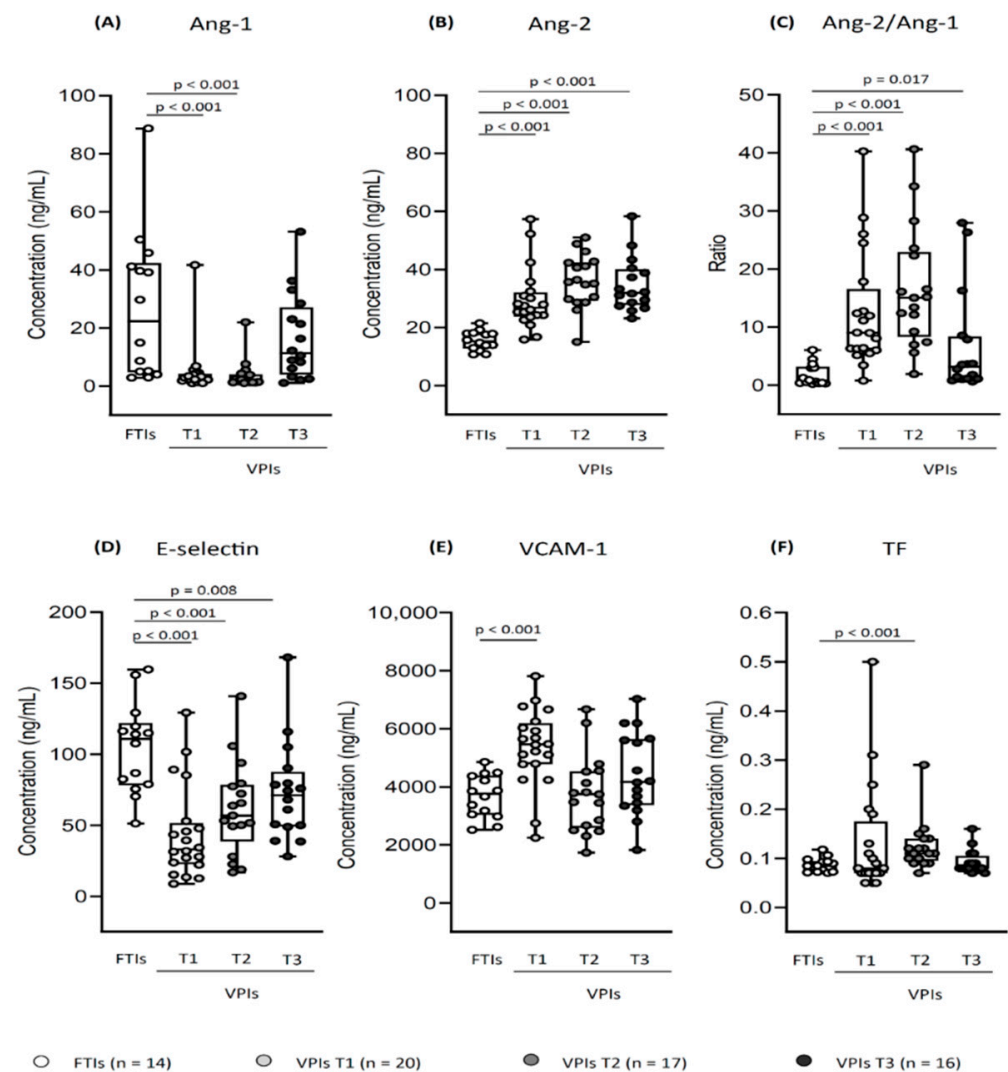 (A) Ang-1
p < 0.001
p < 0.001
100
80
60
40
20
0
Concentration (ng/mL)
FTIs T1 T2 T3
VPIs
(B) Ang-2
p < 0.001
p < 0.001
p < 0.001
100
80
60
40
20
0
Concentration (ng/mL)
FTIs T1 T2 T3
VPIs
(C) Ang-2/Ang-1
p = 0.017
p < 0.001
p < 0.001
50
40
30
20
10
0
Ratio
FTIs T1 T2 T3
VPIs
(D) E-selectin
p = 0.008
p < 0.001
p < 0.001
200
150
100
50
0
Concentration (ng/mL)
FTIs T1 T2 T3
VPIs
(E) VCAM-1
p < 0.001
10,000
8000
6000
4000
2000
0
Concentration (ng/mL)
FTIs T1 T2 T3
VPIs
(F) TF
p < 0.001
0.6
0.5
0.4
0.3
0.2
0.1
0.0
Concentration (ng/mL)
FTIs T1 T2 T3
VPIs
FTIs (n = 14) VPIs T1 (n = 20) VPIs T2 (n = 17) VPIs T3 (n = 16)